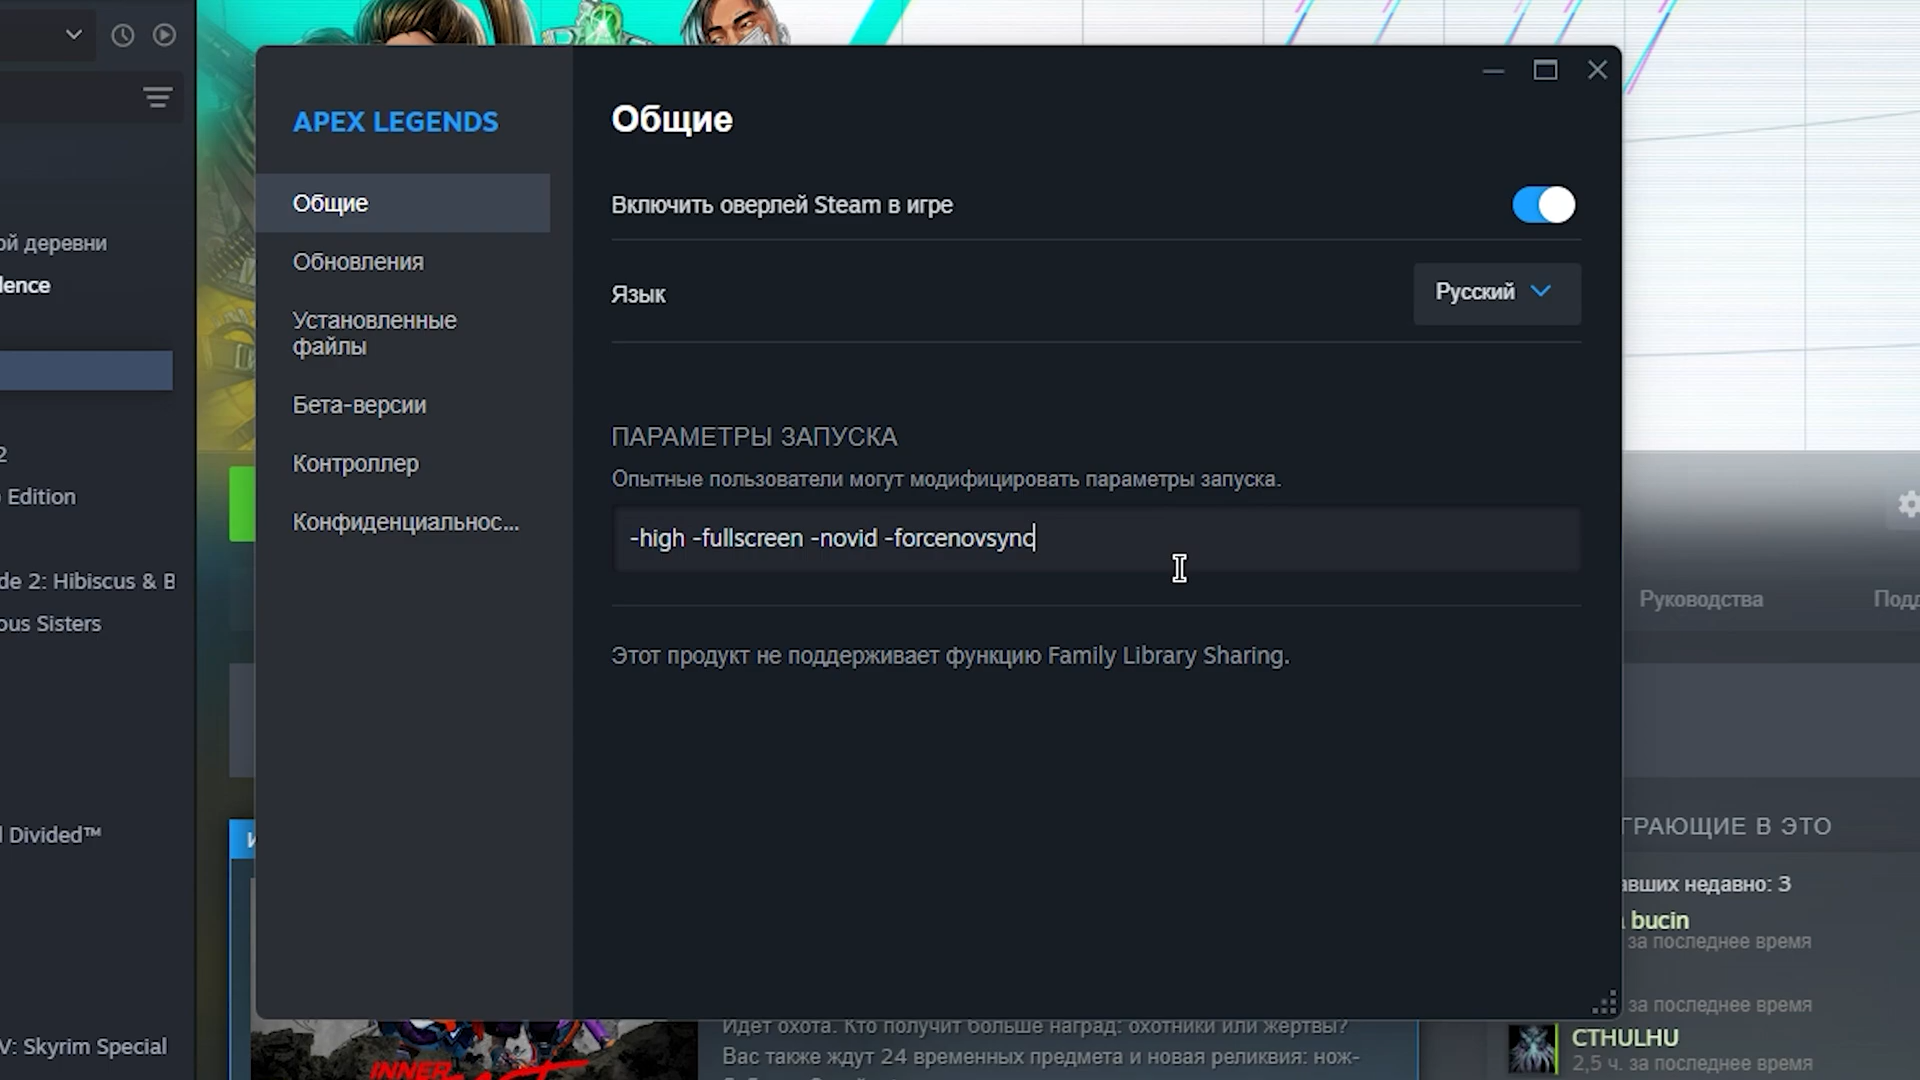 APEX LEGENDS
Общие
Обновления
Установленные
файлы
Бета-версии
Контроллер
Конфиденциальнос...
Общие
Включить оверлей Steam в игре
Язык
Русский
ПАРАМЕТРЫ ЗАПУСКА
Опытные пользователи могут модифицировать параметры запуска.
-high -fullscreen -novid -forcenovsync
Этот продукт не поддерживает функцию Family Library Sharing.
ой деревни
lence
2
Edition
de 2: Hibiscus & B
ous Sisters
l Divided™
V: Skyrim Special
Руководства
Подд
ГРАЮЩИЕ В ЭТО
авших недавно: 3
bucin
за последнее время
за последнее время
CTHULHU
2,5 ч. за последнее время
INNER
Идет охота. Кто получит больше наград: охотники или жертвы?
Вас также ждут 24 временных предмета и новая реликвия: нож-